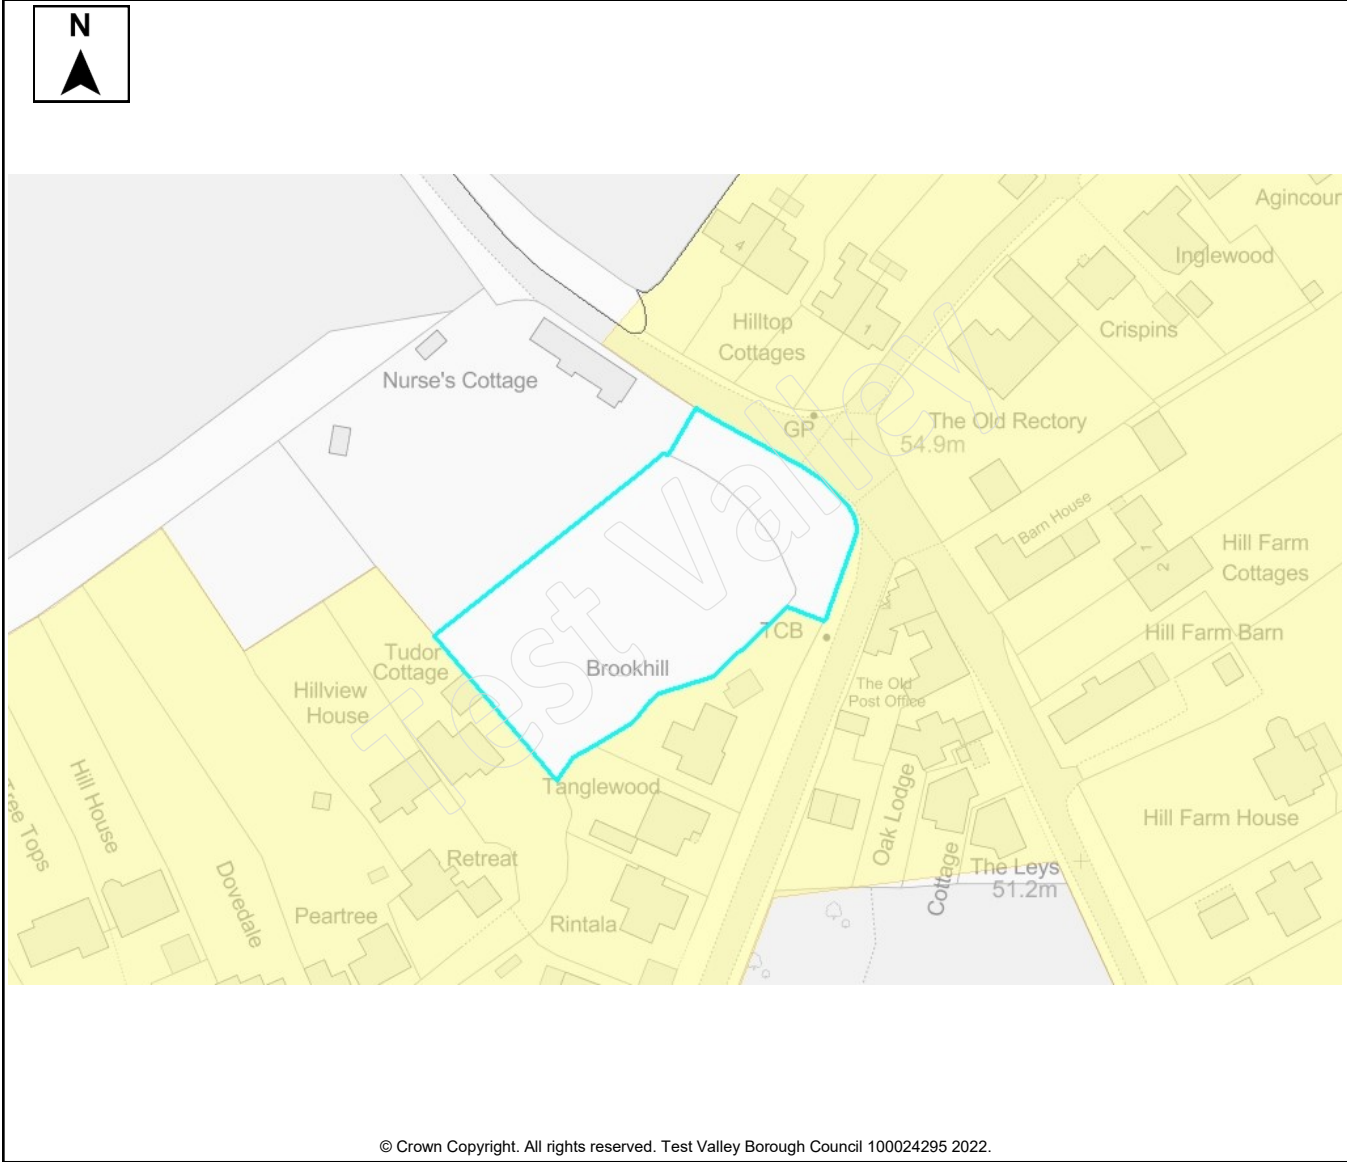 N
Agincour
Inglewood
4
Hilltop
Cottages
1
Crispins
Nurse's Cottage
GP
The Old Rectory
54.9m
Barn House
1
2
Hill Farm
Cottages
Test Valley
TCB
Hill Farm Barn
Tudor
Cottage
Brookhill
Hillview
House
The Old
Post Office
Tanglewood
Hill House
Tree Tops
Oak Lodge
Hill Farm House
Retreat
Dovedale
The Leys
Cottage
51.2m
Peartree
Rintala
© Crown Copyright. All rights reserved. Test Valley Borough Council 100024295 2022.